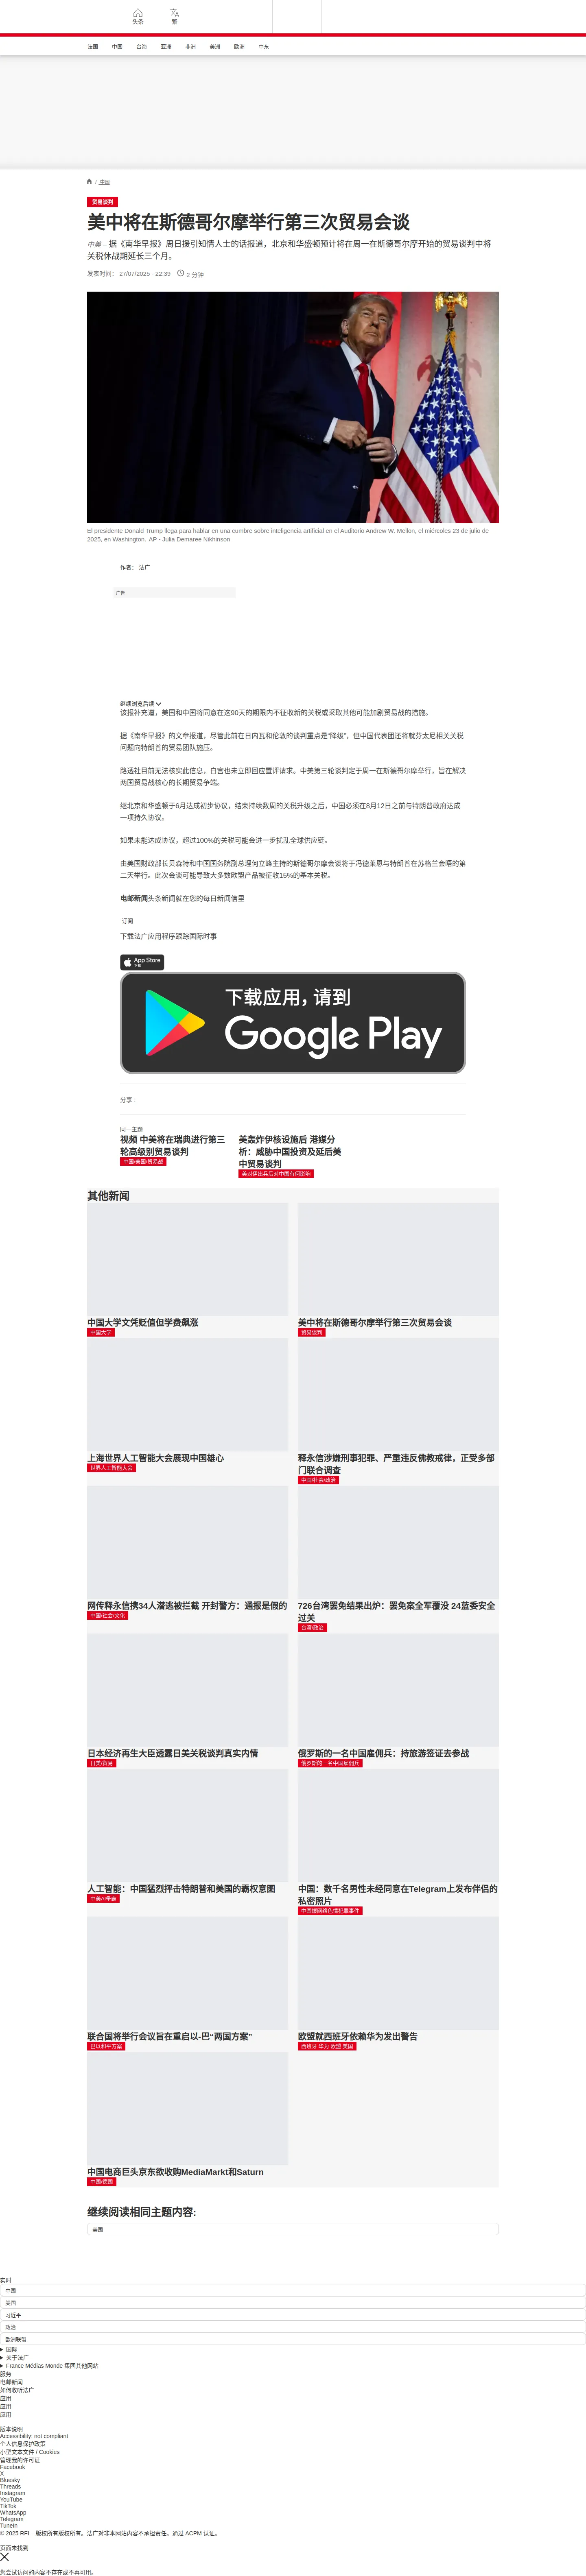 头条
繁
法国
中国
台海
亚洲
非洲
美洲
欧洲
中东
/ 中国
贸易谈判
美中将在斯德哥尔摩举行第三次贸易会谈
中美 – 据《南华早报》周日援引知情人士的话报道，北京和华盛顿预计将在周一在斯德哥尔摩开始的贸易谈判中将
关税休战期延长三个月。
发表时间： 27/07/2025 - 22:39
2 分钟
El presidente Donald Trump llega para hablar en una cumbre sobre inteligencia artificial en el Auditorio Andrew W. Mellon, el miércoles 23 de julio de
2025, en Washington. AP - Julia Demaree Nikhinson
作者： 法广
广告
继续浏览后续
该报补充道，美国和中国将同意在这90天的期限内不征收新的关税或采取其他可能加剧贸易战的措施。
据《南华早报》的文章报道，尽管此前在日内瓦和伦敦的谈判重点是“降级”，但中国代表团还将就芬太尼相关关税
问题向特朗普的贸易团队施压。
路透社目前无法核实此信息，白宫也未立即回应置评请求。中美第三轮谈判定于周一在斯德哥尔摩举行，旨在解决
两国贸易战核心的长期贸易争端。
继北京和华盛顿于6月达成初步协议，结束持续数周的关税升级之后，中国必须在8月12日之前与特朗普政府达成
一项持久协议。
如果未能达成协议，超过100%的关税可能会进一步扰乱全球供应链。
由美国财政部长贝森特和中国国务院副总理何立峰主持的斯德哥尔摩会谈将于冯德莱恩与特朗普在苏格兰会晤的第
二天举行。此次会谈可能导致大多数欧盟产品被征收15%的基本关税。
电邮新闻头条新闻就在您的每日新闻信里
订阅
下载法广应用程序跟踪国际时事
App Store
下载
下载应用，请到
Google Play
分享 :
同一主题
视频 中美将在瑞典进行第三
轮高级别贸易谈判
中国/美国/贸易战
美轰炸伊核设施后 港媒分
析：威胁中国投资及延后美
中贸易谈判
美对伊出兵后对中国有何影响
其他新闻
中国大学文凭贬值但学费飙涨
中国大学
美中将在斯德哥尔摩举行第三次贸易会谈
贸易谈判
上海世界人工智能大会展现中国雄心
世界人工智能大会
释永信涉嫌刑事犯罪、严重违反佛教戒律，正受多部
门联合调查
中国/社会/政治
网传释永信携34人潜逃被拦截 开封警方：通报是假的
中国/社会/文化
726台湾罢免结果出炉：罢免案全军覆没 24蓝委安全
过关
台湾/政治
日本经济再生大臣透露日美关税谈判真实内情
日美/贸易
俄罗斯的一名中国雇佣兵：持旅游签证去参战
俄罗斯的一名中国雇佣兵
人工智能：中国猛烈抨击特朗普和美国的霸权意图
中美AI争霸
中国：数千名男性未经同意在Telegram上发布伴侣的
私密照片
中国爆网络色情犯罪事件
联合国将举行会议旨在重启以-巴“两国方案”
巴以和平方案
欧盟就西班牙依赖华为发出警告
西班牙 华为 欧盟 美国
中国电商巨头京东欲收购MediaMarkt和Saturn
中国/德国
继续阅读相同主题内容:
美国
实时
中国
美国
习近平
政治
欧洲联盟
国际
关于法广
France Médias Monde 集团其他网站
服务
电邮新闻
如何收听法广
应用
应用
应用
版本说明
Accessibility: not compliant
个人信息保护政策
小型文本文件 / Cookies
管理我的许可证
Facebook
X
Bluesky
Threads
Instagram
YouTube
TikTok
WhatsApp
Telegram
TuneIn
© 2025 RFI – 版权所有版权所有。法广对非本网站内容不承担责任。通过 ACPM 认证。
页面未找到
您尝试访问的内容不存在或不再可用。